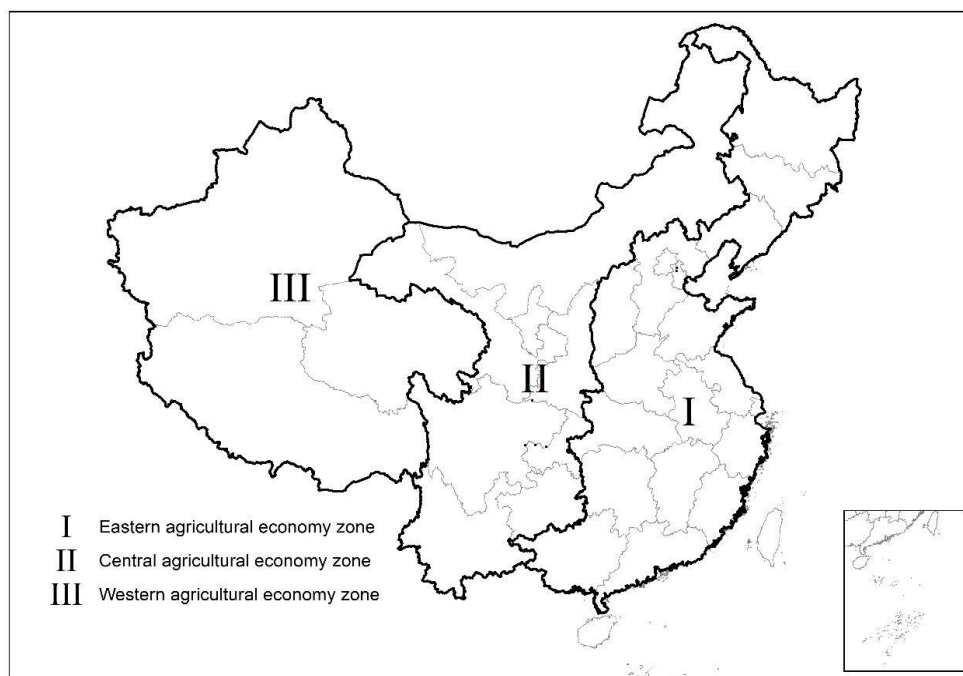 III
II
I
I Eastern agricultural economy zone
II Central agricultural economy zone
III Western agricultural economy zone